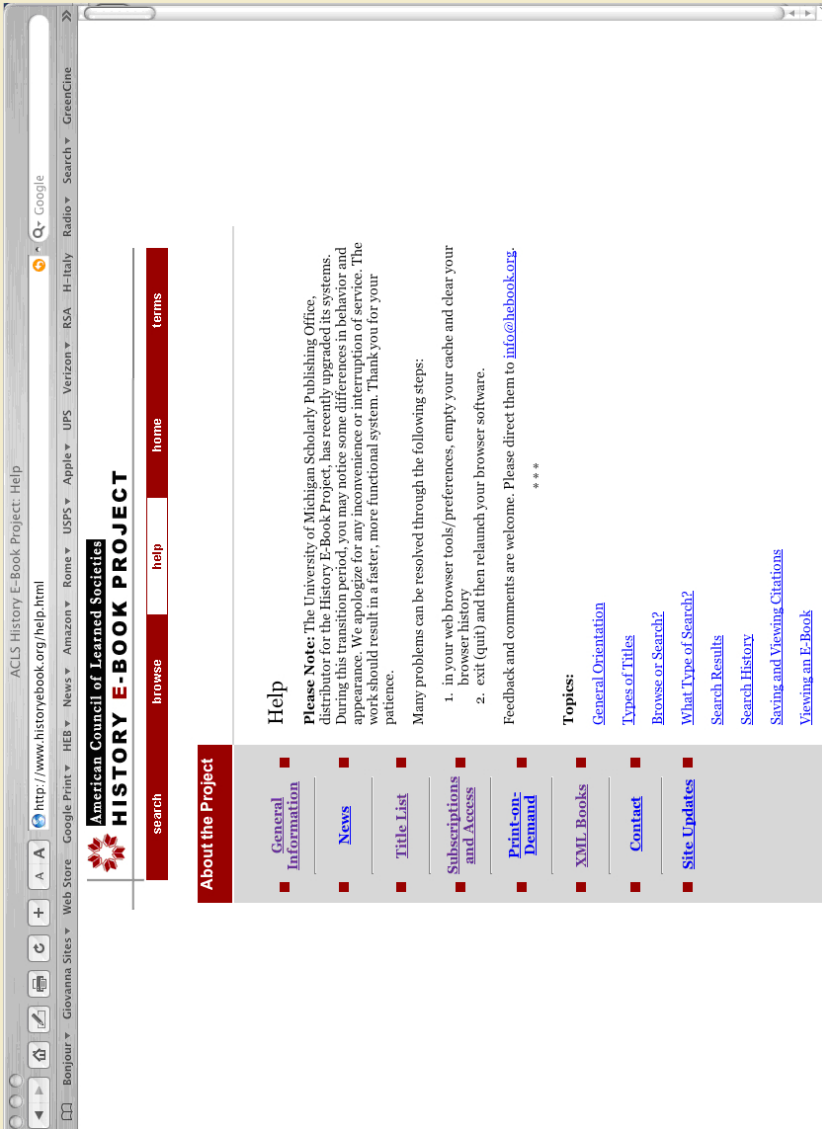 ACLS History E-Book Project: Help
A A
http://www.historyebook.org/help.html
Google
Bonjour
Giovanna Sites
Web Store
Google Print
HEB
News
Amazon
Rome
USPS
Apple
UPS
Verizon
RSA
H-Italy
Radio
Search
GreenCine
American Council of Learned Societies
HISTORY E-BOOK PROJECT
search browse help home terms
About the Project
General
Information
News
Title List
Subscriptions
and Access
Print-on-
Demand
XML Books
Contact
Site Updates
Help
Please Note: The University of Michigan Scholarly Publishing Office,
distributor for the History E-Book Project, has recently upgraded its systems.
During this transition period, you may notice some differences in behavior and
appearance. We apologize for any inconvenience or interruption of service. The
work should result in a faster, more functional system. Thank you for your
patience.
Many problems can be resolved through the following steps:
1. in your web browser tools/preferences, empty your cache and clear your
browser history
2. exit (quit) and then relaunch your browser software.
Feedback and comments are welcome. Please direct them to info@hebook.org.
* * *
Topics:
General Orientation
Types of Titles
Browse or Search?
What Type of Search?
Search Results
Search History
Saving and Viewing Citations
Viewing an E-Book